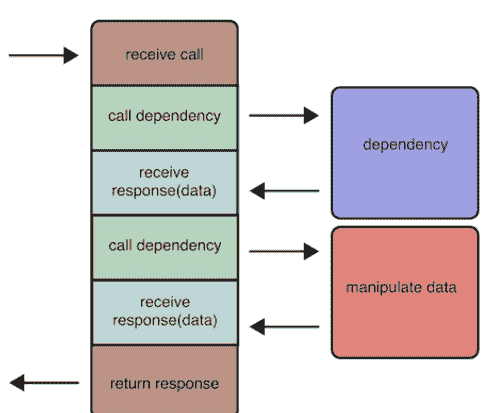 receive call
call dependency
dependency
receive
response(data)
call dependency
manipulate data
receive
response(data)
return response